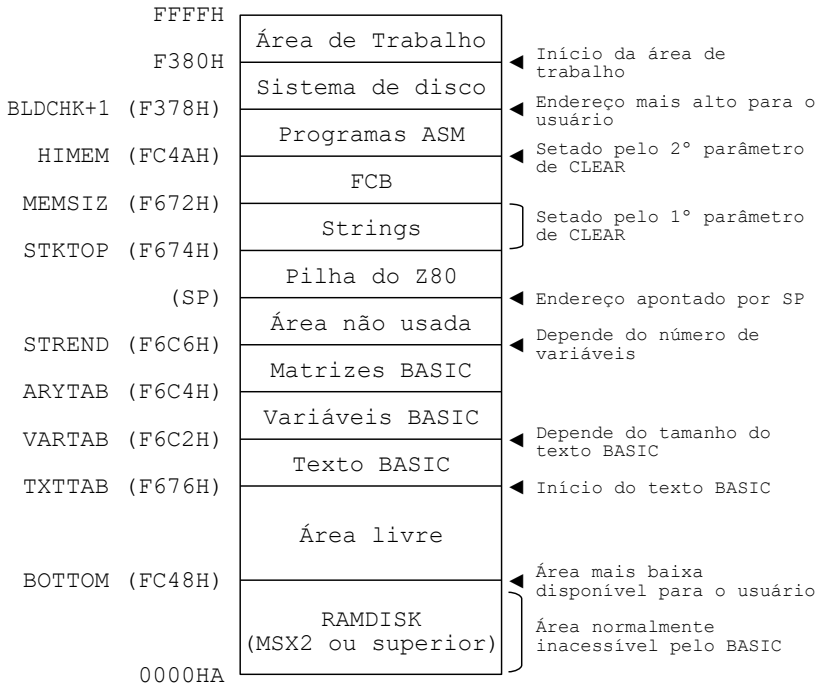 FFFFH
Área de Trabalho
F380H
Início da área de
trabalho
Sistema de disco
BLDCHK+1 (F378H)
Endereço mais alto para o
usuário
Programas ASM
HIMEM (FC4AH)
Setado pelo 2º parâmetro
de CLEAR
FCB
MEMSIZ (F672H)
Strings
Setado pelo 1º parâmetro
de CLEAR
STKTOP (F674H)
Pilha do Z80
(SP)
Endereço apontado por SP
Área não usada
STREND (F6C6H)
Depende do número de
variáveis
Matrizes BASIC
ARYTAB (F6C4H)
Variáveis BASIC
VARTAB (F6C2H)
Depende do tamanho do
texto BASIC
Texto BASIC
TXTTAB (F676H)
Início do texto BASIC
Área livre
BOTTOM (FC48H)
Área mais baixa
disponível para o usuário
RAMDISK
(MSX2 ou superior)
Área normalmente
inacessível pelo BASIC
0000HA